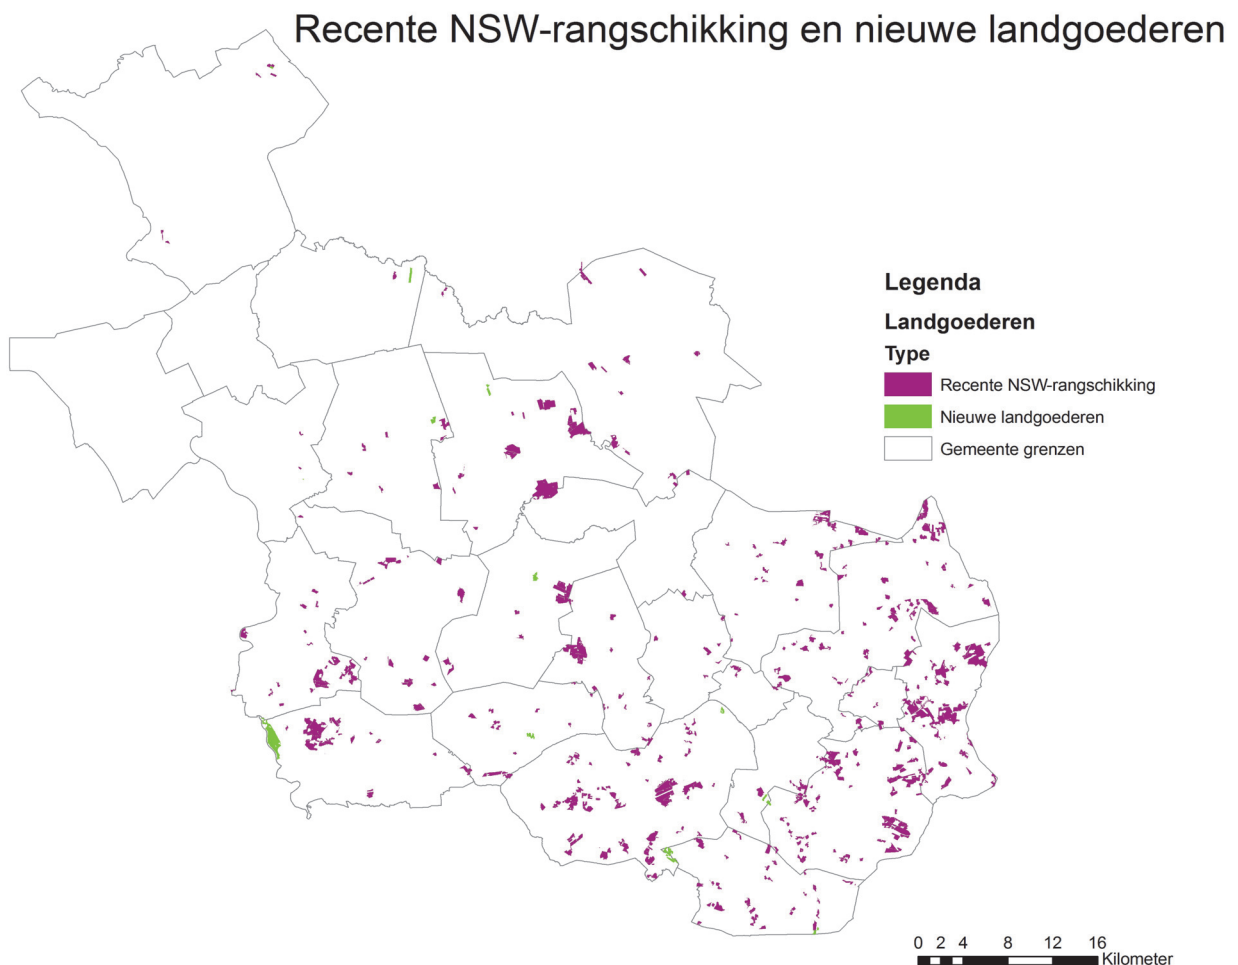 Recente NSW-rangschikking en nieuwe landgoederen
Legenda
Landgoederen
Type
Recente NSW-rangschikking
Nieuwe landgoederen
Gemeente grenzen
0 2 4 8 12 16
Kilometer